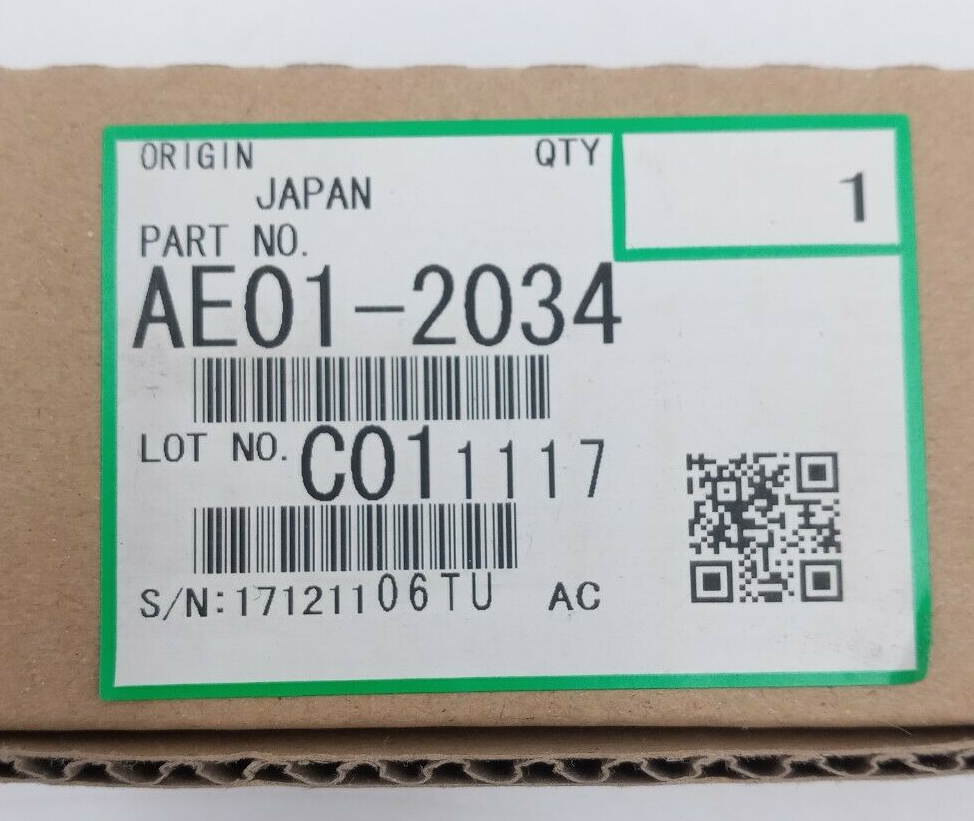 ORIGIN QTY
JAPAN 1
PART NO.
AE01-2034
LOT NO. C011117
S/N:17121106TU AC